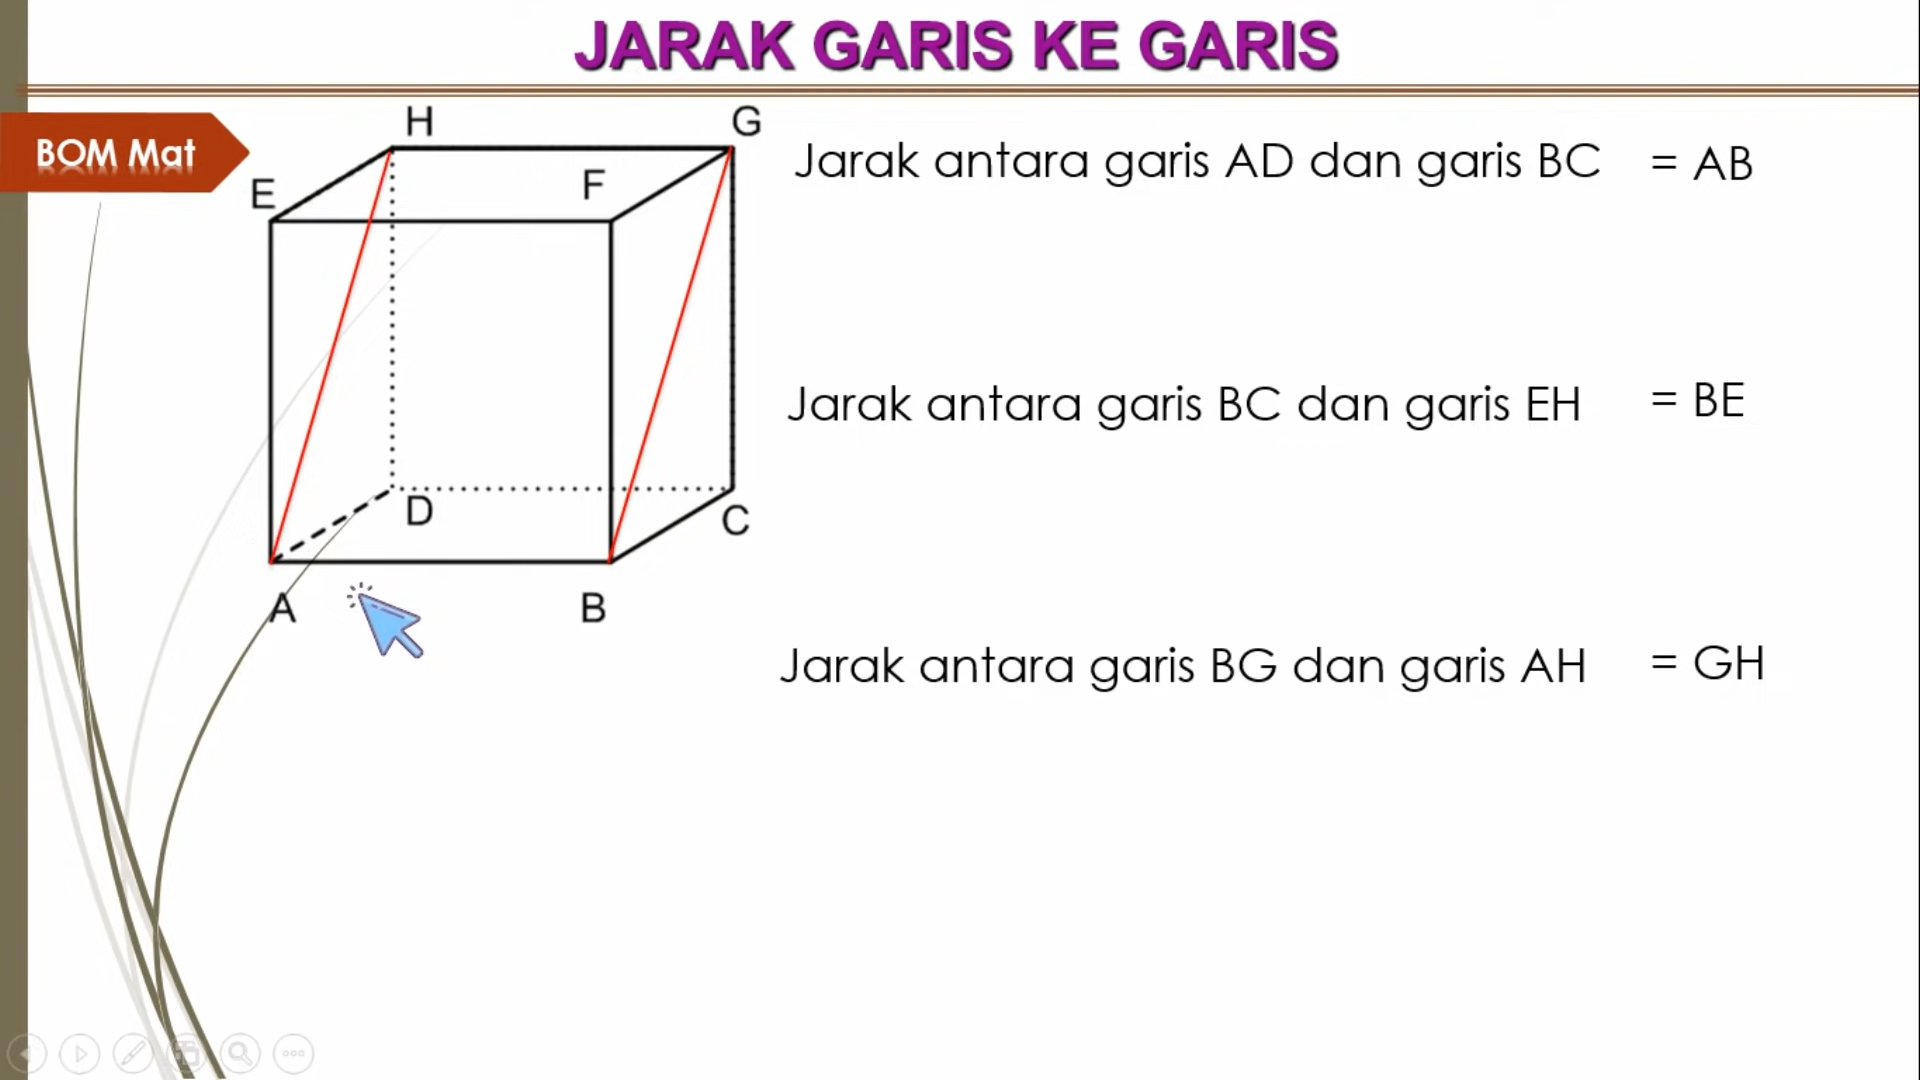 JARAK GARIS KE GARIS
BOM Mat
H
G
E
F
D
C
A
B
Jarak antara garis AD dan garis BC = AB
Jarak antara garis BC dan garis EH = BE
Jarak antara garis BG dan garis AH = GH